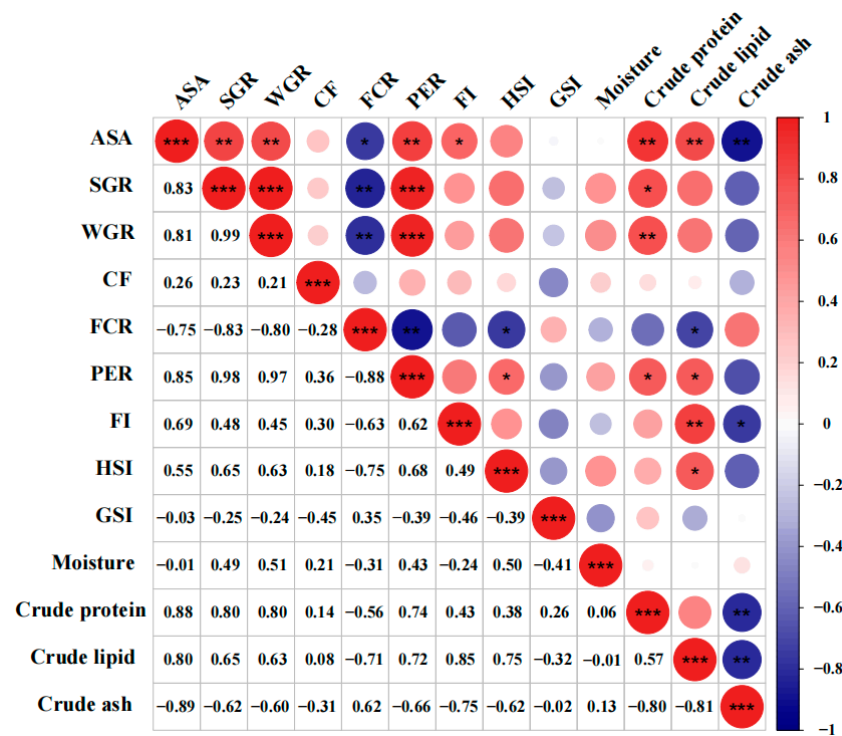 ASA SGR WGR CF FCR PER FI HSI GSI Moisture Crude protein Crude lipid Crude ash
ASA *** ** ** * ** * ** ** ** 1
SGR 0.83 *** *** ** *** * 0.8
WGR 0.81 0.99 *** ** *** ** 0.6
CF 0.26 0.23 0.21 *** 0.4
FCR −0.75 −0.83 −0.80 −0.28 *** ** * * 0.2
PER 0.85 0.98 0.97 0.36 −0.88 *** * * *
FI 0.69 0.48 0.45 0.30 −0.63 0.62 *** ** * 0
HSI 0.55 0.65 0.63 0.18 −0.75 0.68 0.49 *** * −0.2
GSI −0.03 −0.25 −0.24 −0.45 0.35 −0.39 −0.46 −0.39 *** −0.4
Moisture −0.01 0.49 0.51 0.21 −0.31 0.43 −0.24 0.50 −0.41 ***
Crude protein 0.88 0.80 0.80 0.14 −0.56 0.74 0.43 0.38 0.26 0.06 *** ** −0.6
Crude lipid 0.80 0.65 0.63 0.08 −0.71 0.72 0.85 0.75 −0.32 −0.01 0.57 *** ** −0.8
Crude ash −0.89 −0.62 −0.60 −0.31 0.62 −0.66 −0.75 −0.62 −0.02 0.13 −0.80 −0.81 *** −1